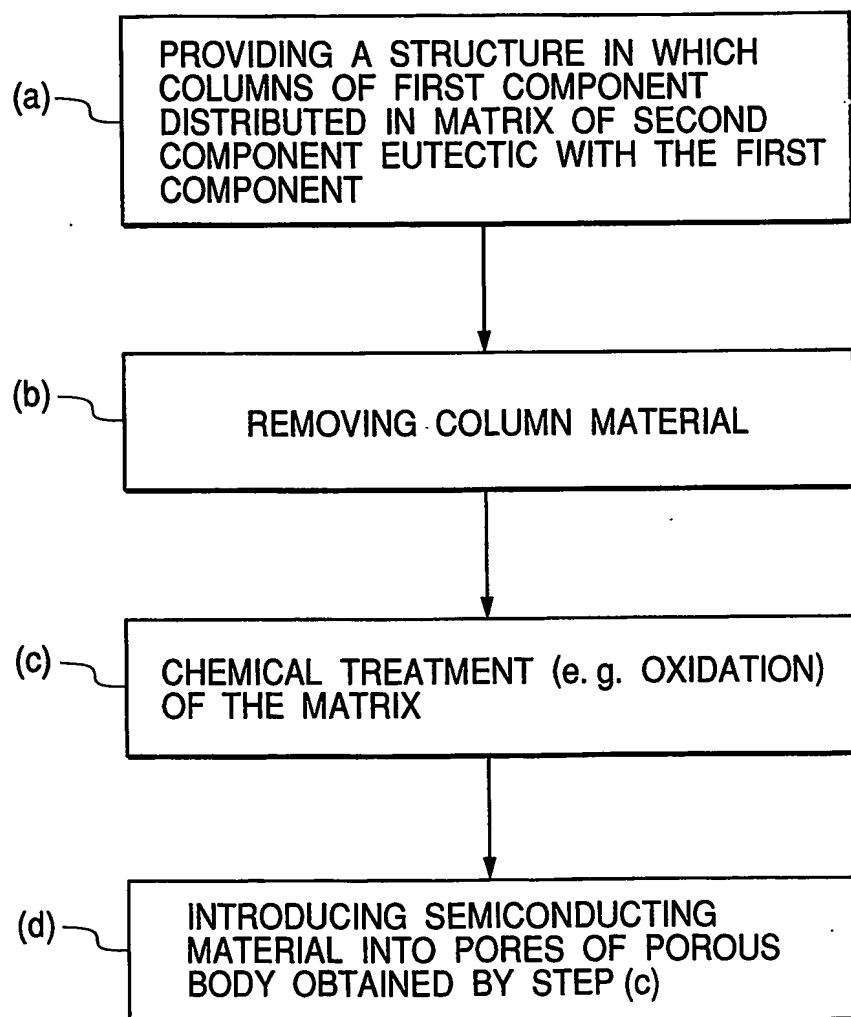 (a)
PROVIDING A STRUCTURE IN WHICH
COLUMNS OF FIRST COMPONENT
DISTRIBUTED IN MATRIX OF SECOND
COMPONENT EUTECTIC WITH THE FIRST
COMPONENT
(b)
REMOVING COLUMN MATERIAL
(c)
CHEMICAL TREATMENT (e. g. OXIDATION)
OF THE MATRIX
(d)
INTRODUCING SEMICONDUCTING
MATERIAL INTO PORES OF POROUS
BODY OBTAINED BY STEP (c)